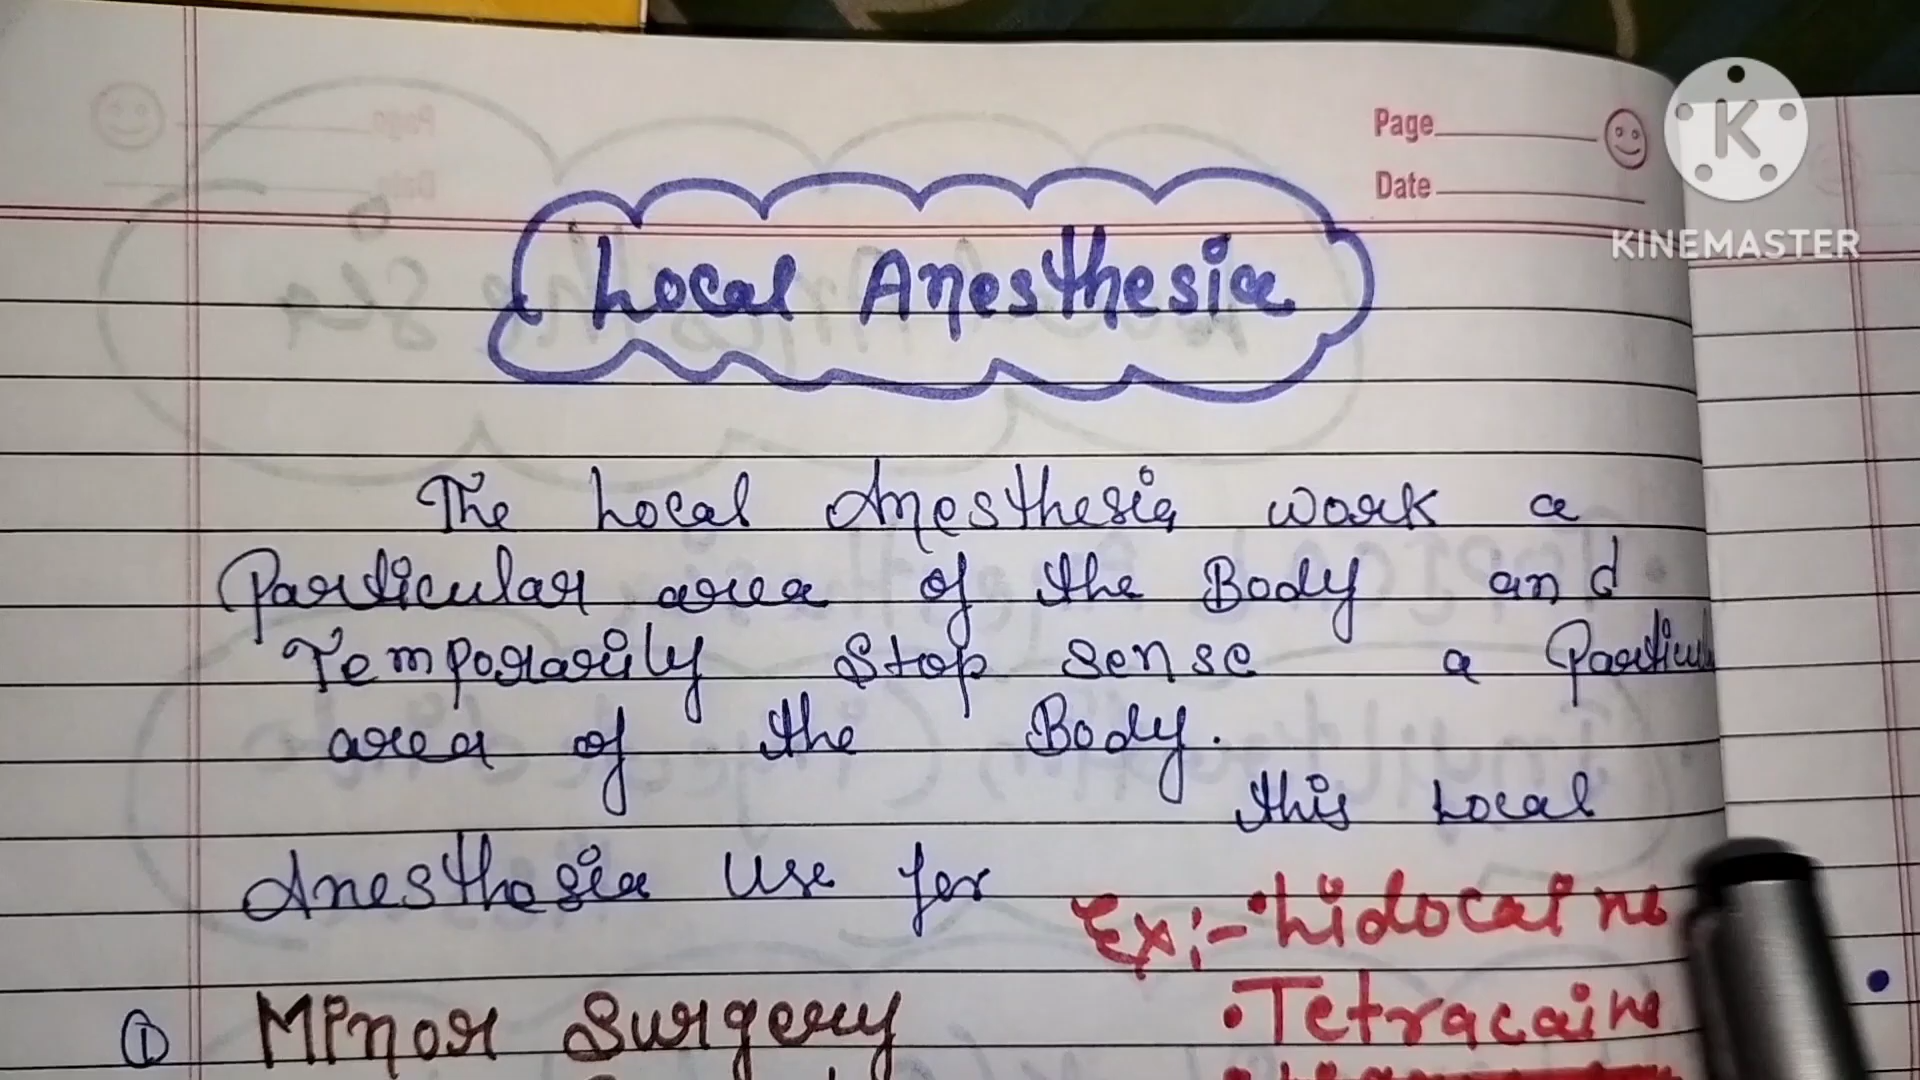 Page
Date
KINEMASTER
Local Anesthesia
The Local Anesthesia work a
Particular area of the Body and
Temporarily stop sense a Particul
area of the Body.
this Local
Anesthesia use for
Ex:- •Lidocaine
① Minor Surgery
•Tetracaine